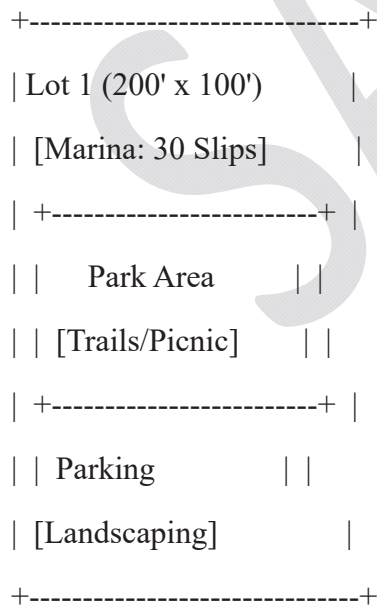 +-------------------------------+
| Lot 1 (200' x 100') |
| [Marina: 30 Slips] |
| +-------------------------+ |
| | Park Area | |
| | [Trails/Picnic] | |
| +-------------------------+ |
| | Parking | |
| [Landscaping] |
+-------------------------------+